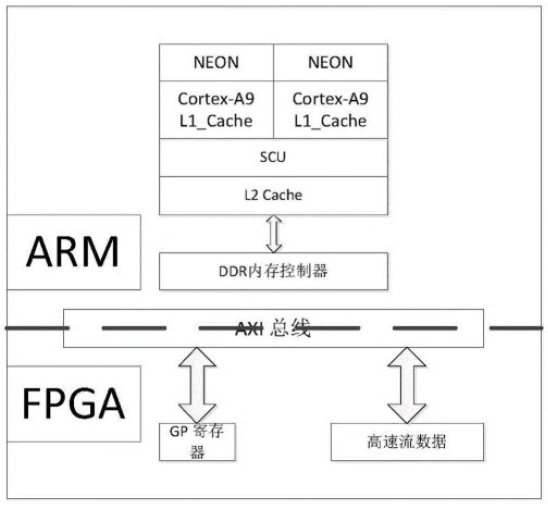 NEON NEON
Cortex-A9 Cortex-A9
L1_Cache L1_Cache
SCU
L2 Cache
ARM
DDR内存控制器
AXI 总线
FPGA
GP 寄存
器
高速流数据